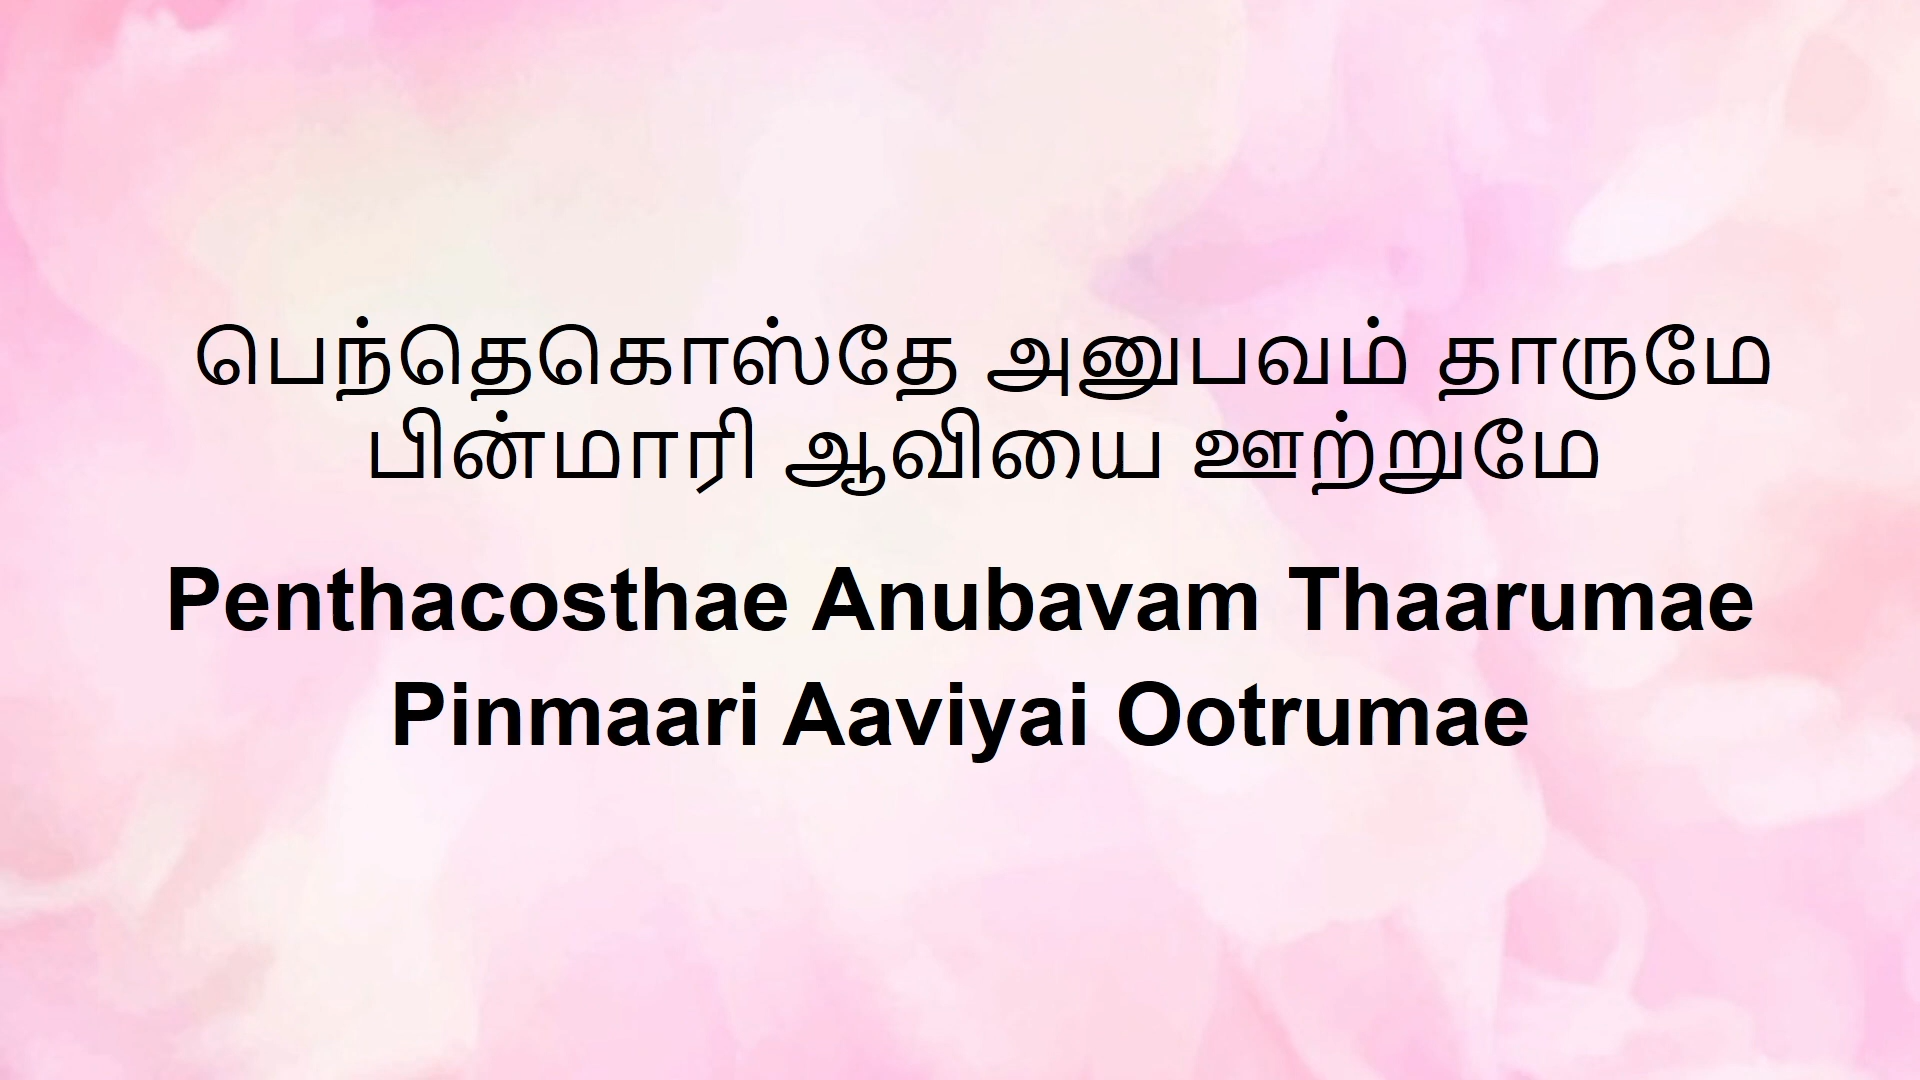 பெந்தெகொஸ்தே அனுபவம் தாருமே
பின்மாரி ஆவியை ஊற்றுமே
Penthacosthae Anubavam Thaarumae
Pinmaari Aaviyai Ootrumae